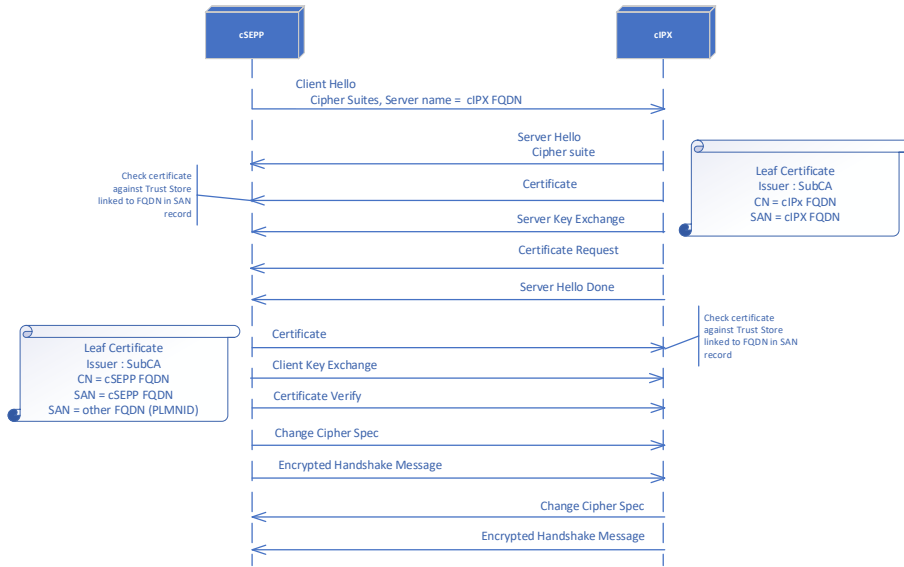 cSEPP
cIPX
Client Hello
Cipher Suites, Server name = cIPX FQDN
Server Hello
Cipher suite
Check certificate
against Trust Store
linked to FQDN in SAN
record
Certificate
Leaf Certificate
Issuer : SubCA
CN = cIPx FQDN
SAN = cIPX FQDN
Server Key Exchange
Certificate Request
Server Hello Done
Check certificate
against Trust Store
linked to FQDN in SAN
record
Certificate
Leaf Certificate
Issuer : SubCA
CN = cSEPP FQDN
SAN = cSEPP FQDN
SAN = other FQDN (PLMNID)
Client Key Exchange
Certificate Verify
Change Cipher Spec
Encrypted Handshake Message
Change Cipher Spec
Encrypted Handshake Message